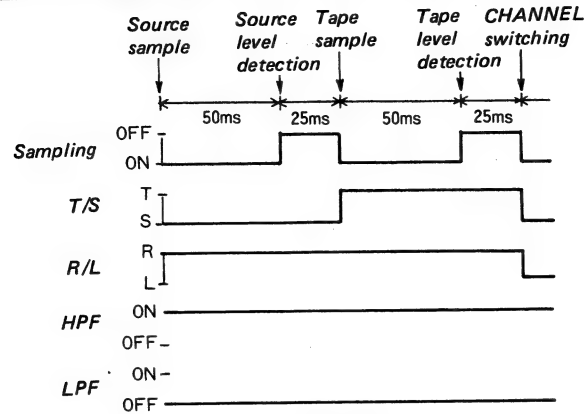 Source sample
Source level detection
Tape sample
Tape level detection
CHANNEL switching
50ms 25ms 50ms 25ms
Sampling
OFF
ON
T/S
T
S
R/L
R
L
HPF
ON
OFF
LPF
ON
OFF